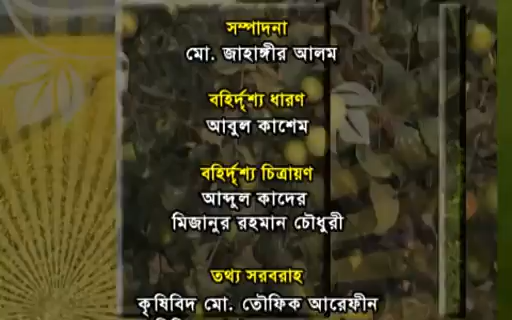 সম্পাদনা
মো. জাহাঙ্গীর আলম
বহির্দৃশ্য ধারণ
আবুল কাশেম
বহির্দৃশ্য চিত্রায়ণ
আব্দুল কাদের
মিজানুর রহমান চৌধুরী
তথ্য সরবরাহ
কৃষিবিদ মো. তৌফিক আরেফীন